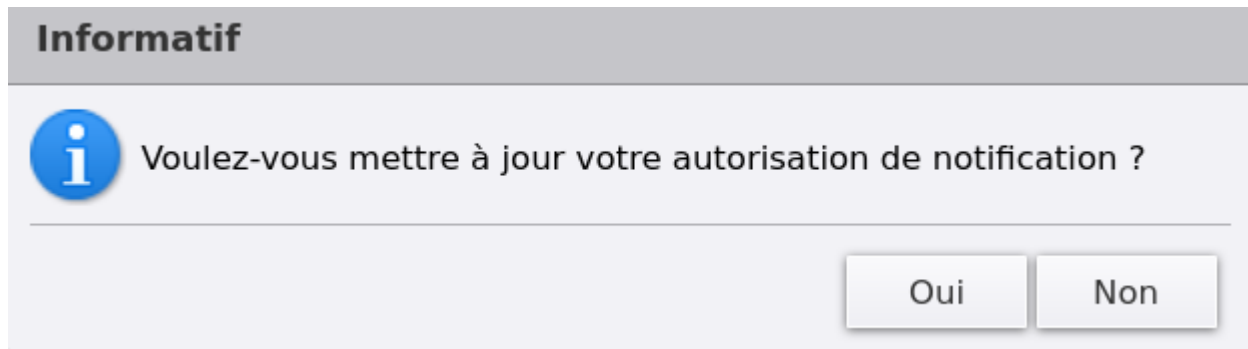 Informatif
Voulez-vous mettre à jour votre autorisation de notification ?
Oui
Non